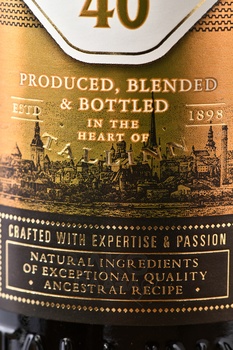 40
PRODUCED, BLENDED
& BOTTLED
ESTD IN THE 1898
HEART OF
TALLINN
CRAFTED WITH EXPERTISE & PASSION
NATURAL INGREDIENTS
OF EXCEPTIONAL QUALITY
· ANCESTRAL RECIPE ·